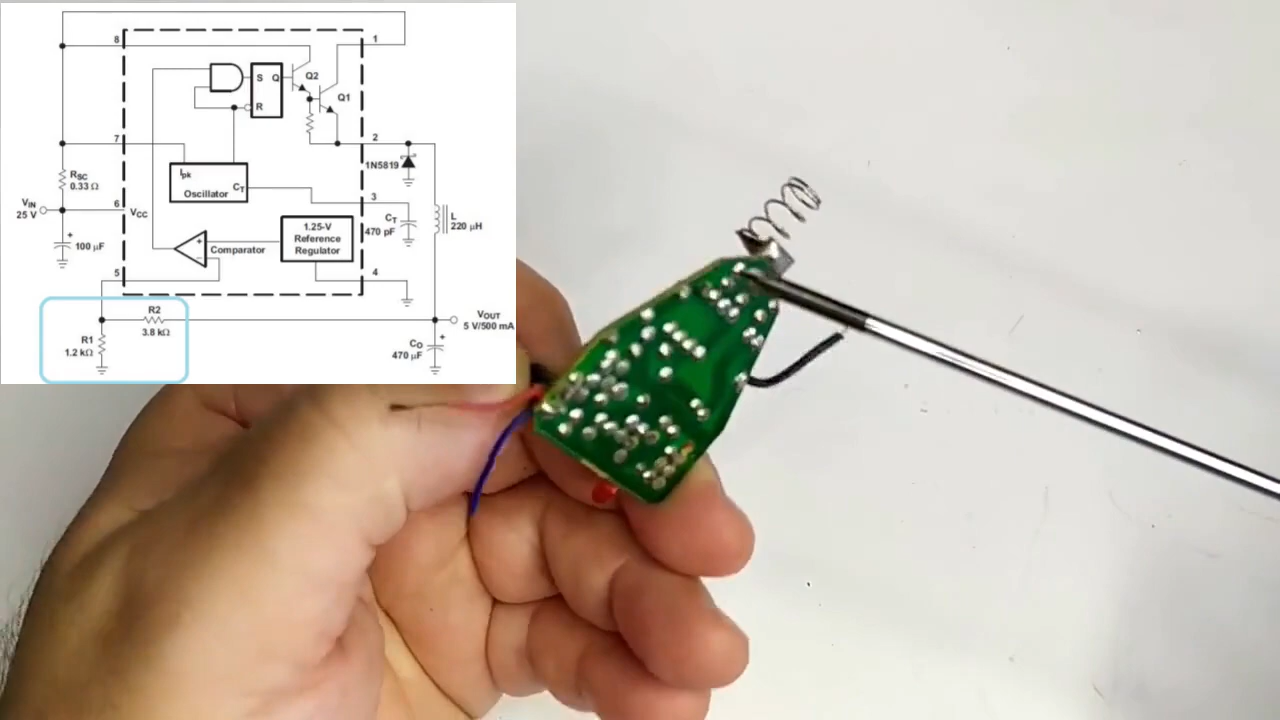 8
1
S Q
Q2
R
Q1
7
2
1N5819
Ipk
Oscillator
CT
RSC
0.33 Ω
3
VIN
25 V
6
VCC
CT
470 pF
L
220 µH
+
100 µF
1.25-V
Reference
Regulator
+
−
Comparator
5
4
R2
3.8 kΩ
VOUT
5 V/500 mA
R1
1.2 kΩ
CO
470 µF
+